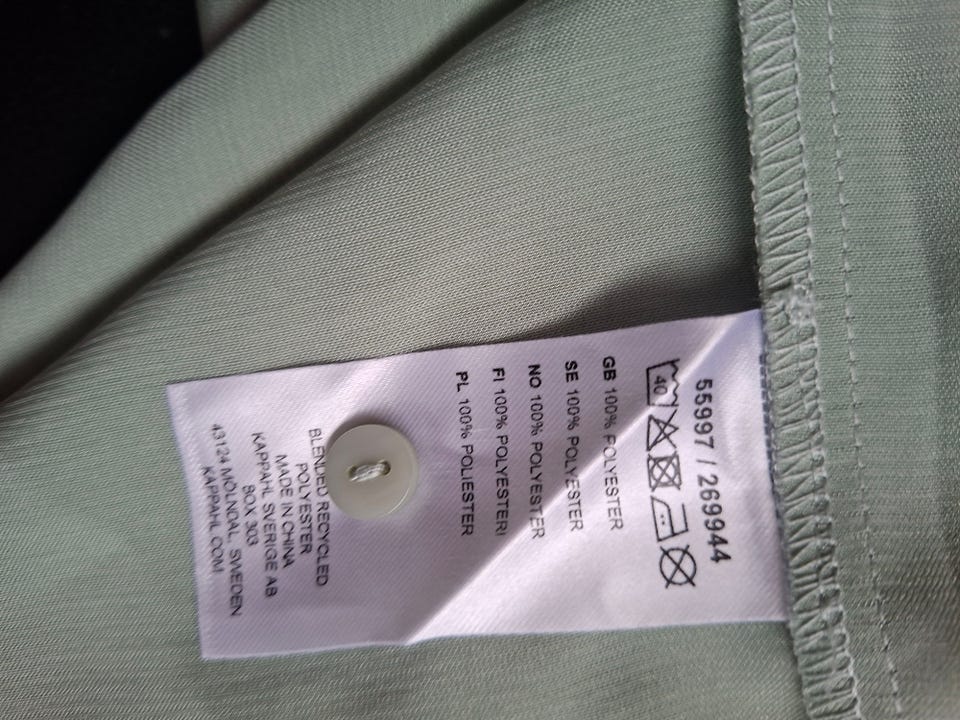 55997 / 269944
40
GB 100% POLYESTER
SE 100% POLYESTER
NO 100% POLYESTER
FI 100% POLYESTERI
PL 100% POLIESTER
BLENDED RECYCLED
POLYESTER
MADE IN CHINA
KAPPAHL SVERIGE AB
BOX 303
43124 MÖLNDAL, SWEDEN
KAPPAHL.COM